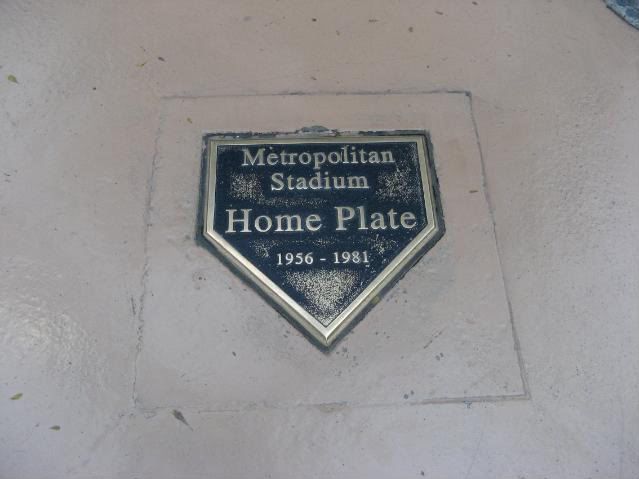 Metropolitan
Stadium
Home Plate
1956 - 1981